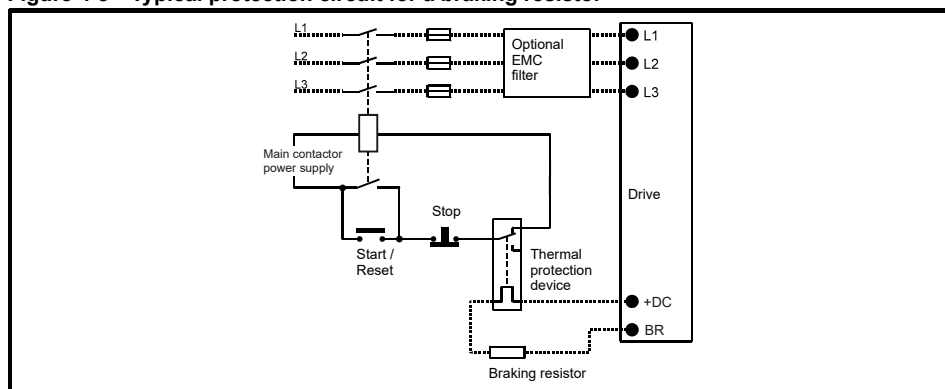 Figure 4-8 Typical protection circuit for a braking resistor
L1
L2
L3
Optional
EMC
filter
L1
L2
L3
Main contactor
power supply
Drive
Stop
Start /
Reset
Thermal
protection
device
+DC
BR
Braking resistor